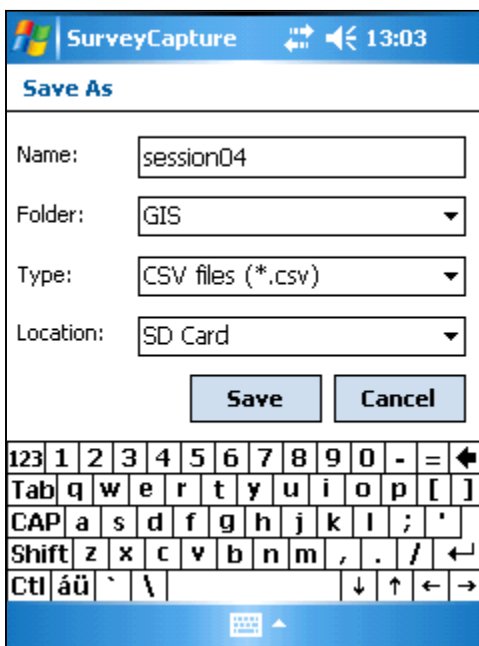 SurveyCapture 13:03
Save As
Name: session04
Folder: GIS
Type: CSV files (*.csv)
Location: SD Card
Save Cancel
123 1 2 3 4 5 6 7 8 9 0 - = 
Tab q w e r t y u i o p [ ]
CAP a s d f g h j k l ; '
Shift z x c v b n m , . /
Ctl áü ` \ ↓ ↑ ← →